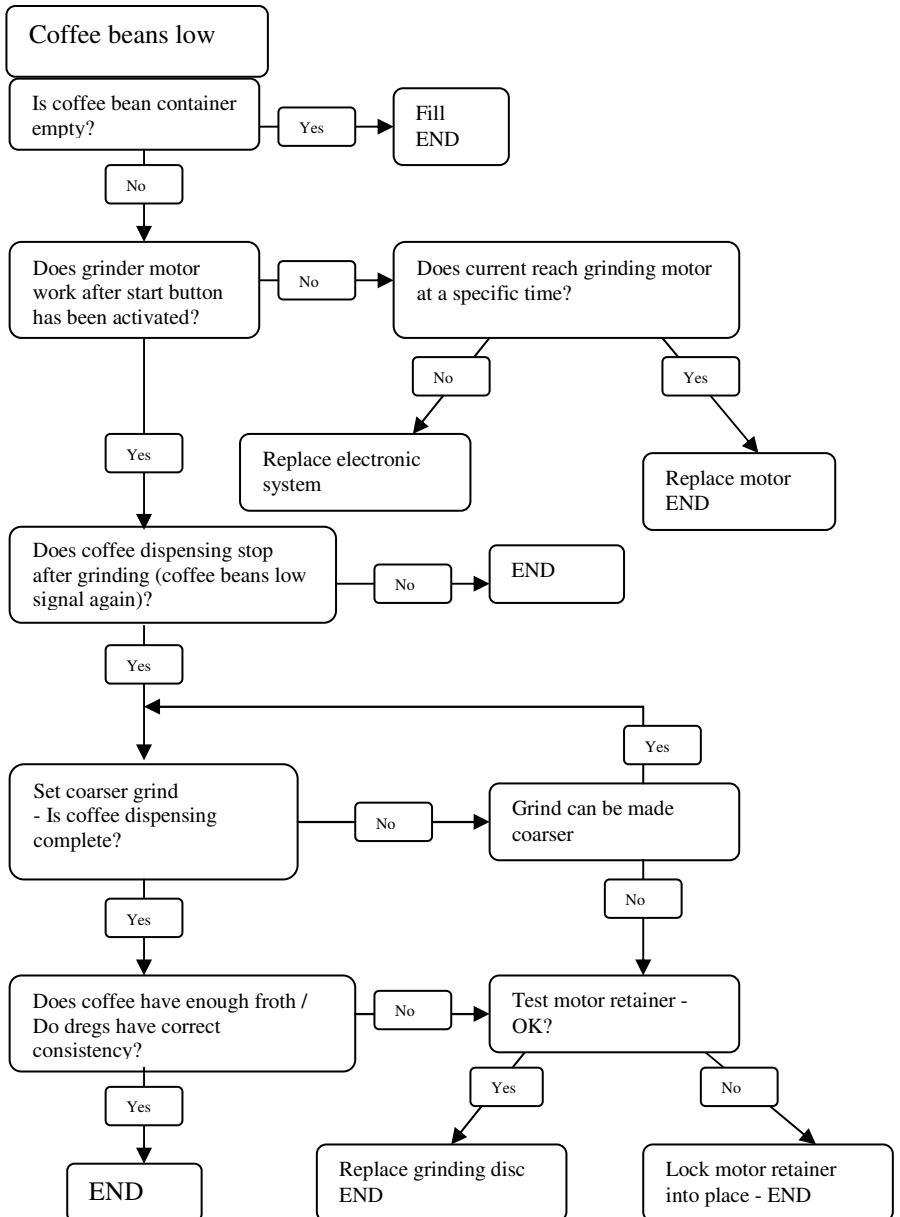 Coffee beans low
Is coffee bean container
empty?
Yes
Fill
END
No
Does grinder motor
work after start button
has been activated?
No
Does current reach grinding motor
at a specific time?
No
Yes
Yes
Replace electronic
system
Replace motor
END
Does coffee dispensing stop
after grinding (coffee beans low
signal again)?
No
END
Yes
Yes
Set coarser grind
- Is coffee dispensing
complete?
No
Grind can be made
coarser
Yes
No
Does coffee have enough froth /
Do dregs have correct
consistency?
No
Test motor retainer -
OK?
Yes
Yes
No
END
Replace grinding disc
END
Lock motor retainer
into place - END